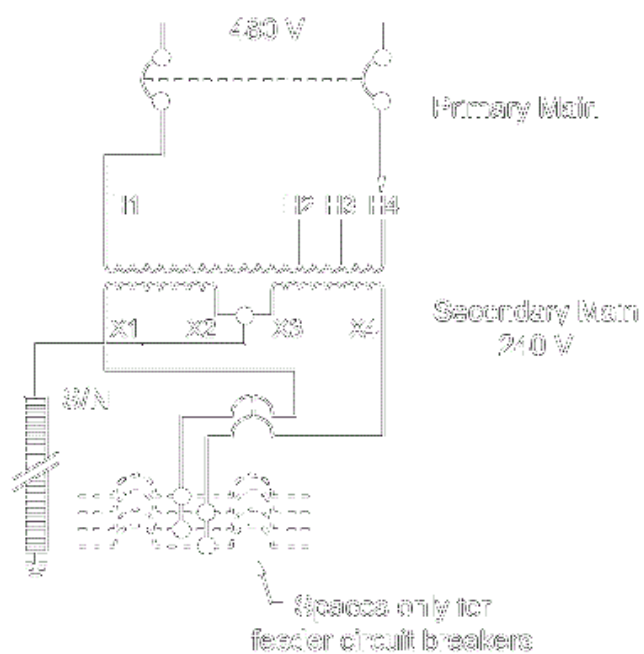 480 V
Primary Main
H1 H2 H3 H4
X1 X2 X3 X4
Secondary Main
240 V
S/N
Spaces only for
feeder circuit breakers